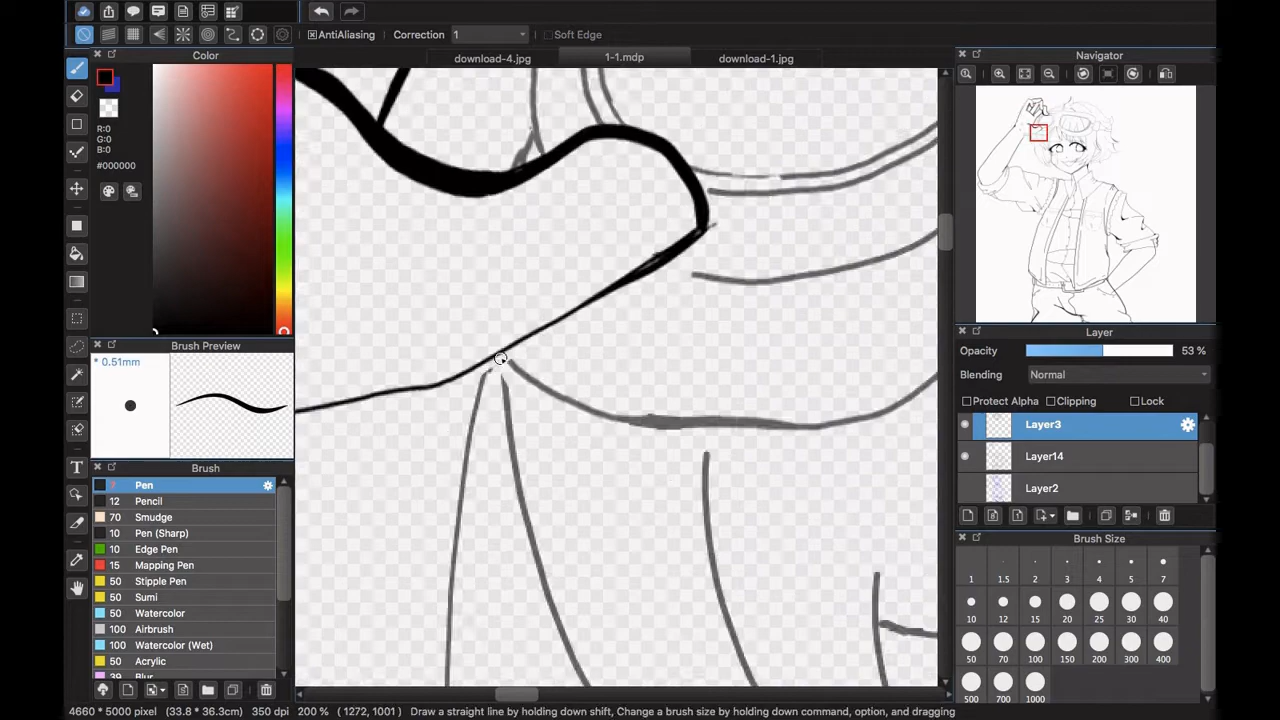 AntiAliasing Correction 1 Soft Edge
download-4.jpg 1-1.mdp download-1.jpg
Color
R:0
G:0
B:0
#000000
Brush Preview
* 0.51mm
Brush
Pen
12 Pencil
70 Smudge
10 Pen (Sharp)
10 Edge Pen
15 Mapping Pen
50 Stipple Pen
50 Sumi
50 Watercolor
100 Airbrush
100 Watercolor (Wet)
50 Acrylic
39 Blur
Navigator
Layer
Opacity 53 %
Blending Normal
Protect Alpha Clipping Lock
Layer3
Layer14
Layer2
Brush Size
1 1.5 2 3 4 5 7
10 12 15 20 25 30 40
50 70 100 150 200 300 400
500 700 1000
4660 * 5000 pixel (33.8 * 36.3cm) 350 dpi 200 % (1272, 1001) Draw a straight line by holding down shift, Change a brush size by holding down command, option, and dragging